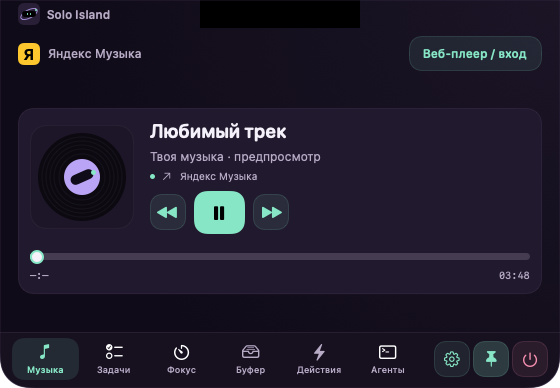 Solo Island
Я Яндекс Музыка
Веб-плеер / вход
Любимый трек
Твоя музыка · предпросмотр
Яндекс Музыка
—:— 03:48
Музыка Задачи Фокус Буфер Действия Агенты